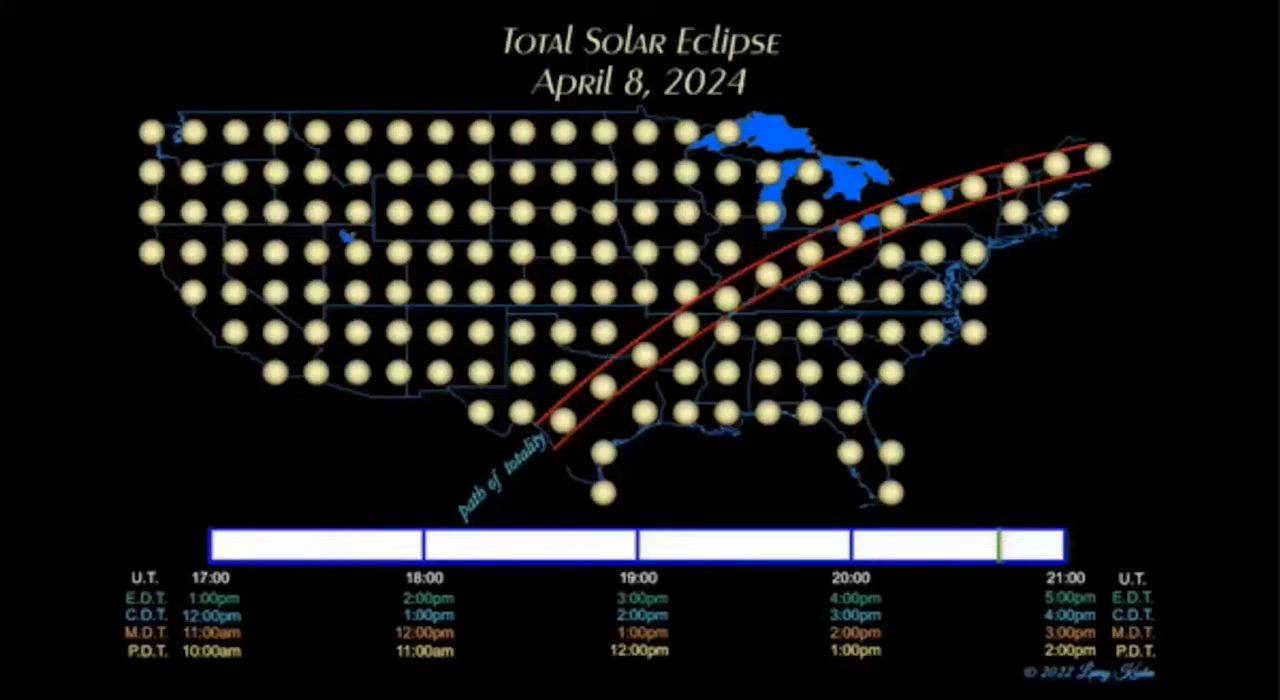 Total Solar Eclipse
April 8, 2024
path of totality
U.T. 17:00 18:00 19:00 20:00 21:00 U.T.
E.D.T. 1:00pm 2:00pm 3:00pm 4:00pm 5:00pm E.D.T.
C.D.T. 12:00pm 1:00pm 2:00pm 3:00pm 4:00pm C.D.T.
M.D.T. 11:00am 12:00pm 1:00pm 2:00pm 3:00pm M.D.T.
P.D.T. 10:00am 11:00am 12:00pm 1:00pm 2:00pm P.D.T.
© 2022 Larry